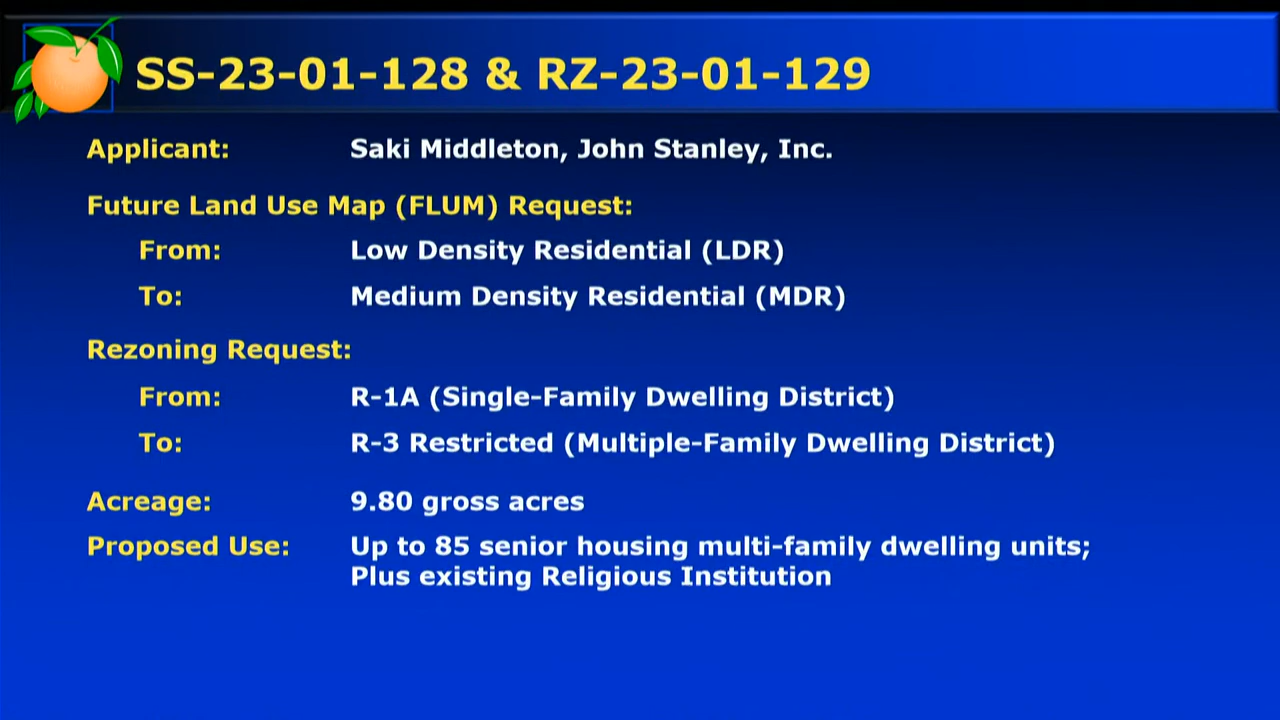 SS-23-01-128 & RZ-23-01-129
Applicant: Saki Middleton, John Stanley, Inc.
Future Land Use Map (FLUM) Request:
From: Low Density Residential (LDR)
To: Medium Density Residential (MDR)
Rezoning Request:
From: R-1A (Single-Family Dwelling District)
To: R-3 Restricted (Multiple-Family Dwelling District)
Acreage: 9.80 gross acres
Proposed Use: Up to 85 senior housing multi-family dwelling units;
Plus existing Religious Institution